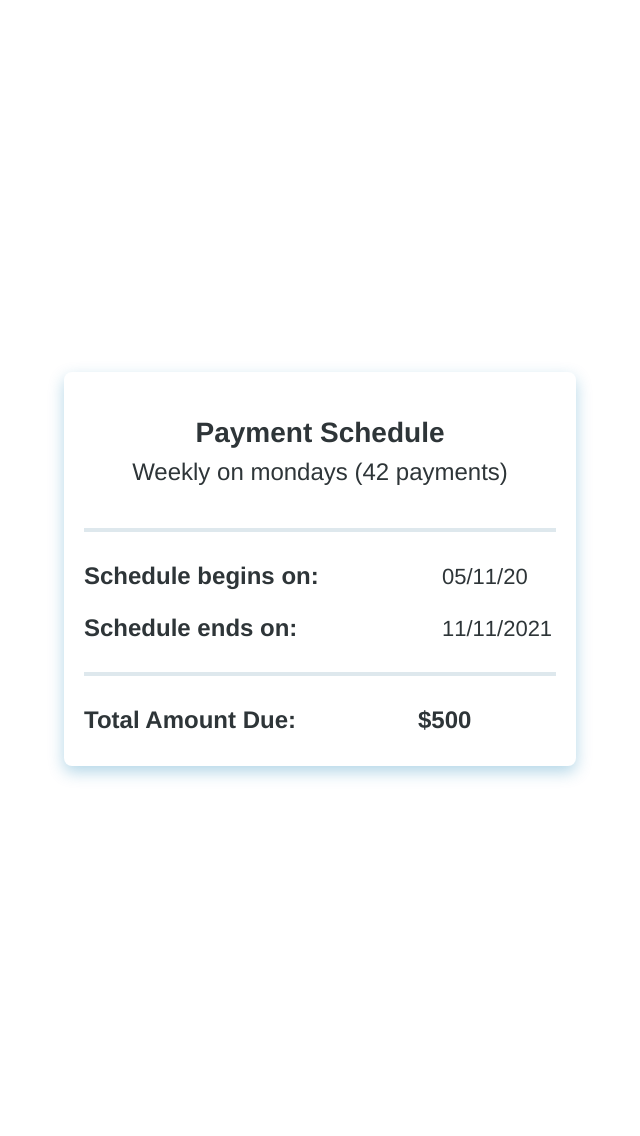 Payment Schedule
Weekly on mondays (42 payments)
Schedule begins on: 05/11/20
Schedule ends on: 11/11/2021
Total Amount Due: $500